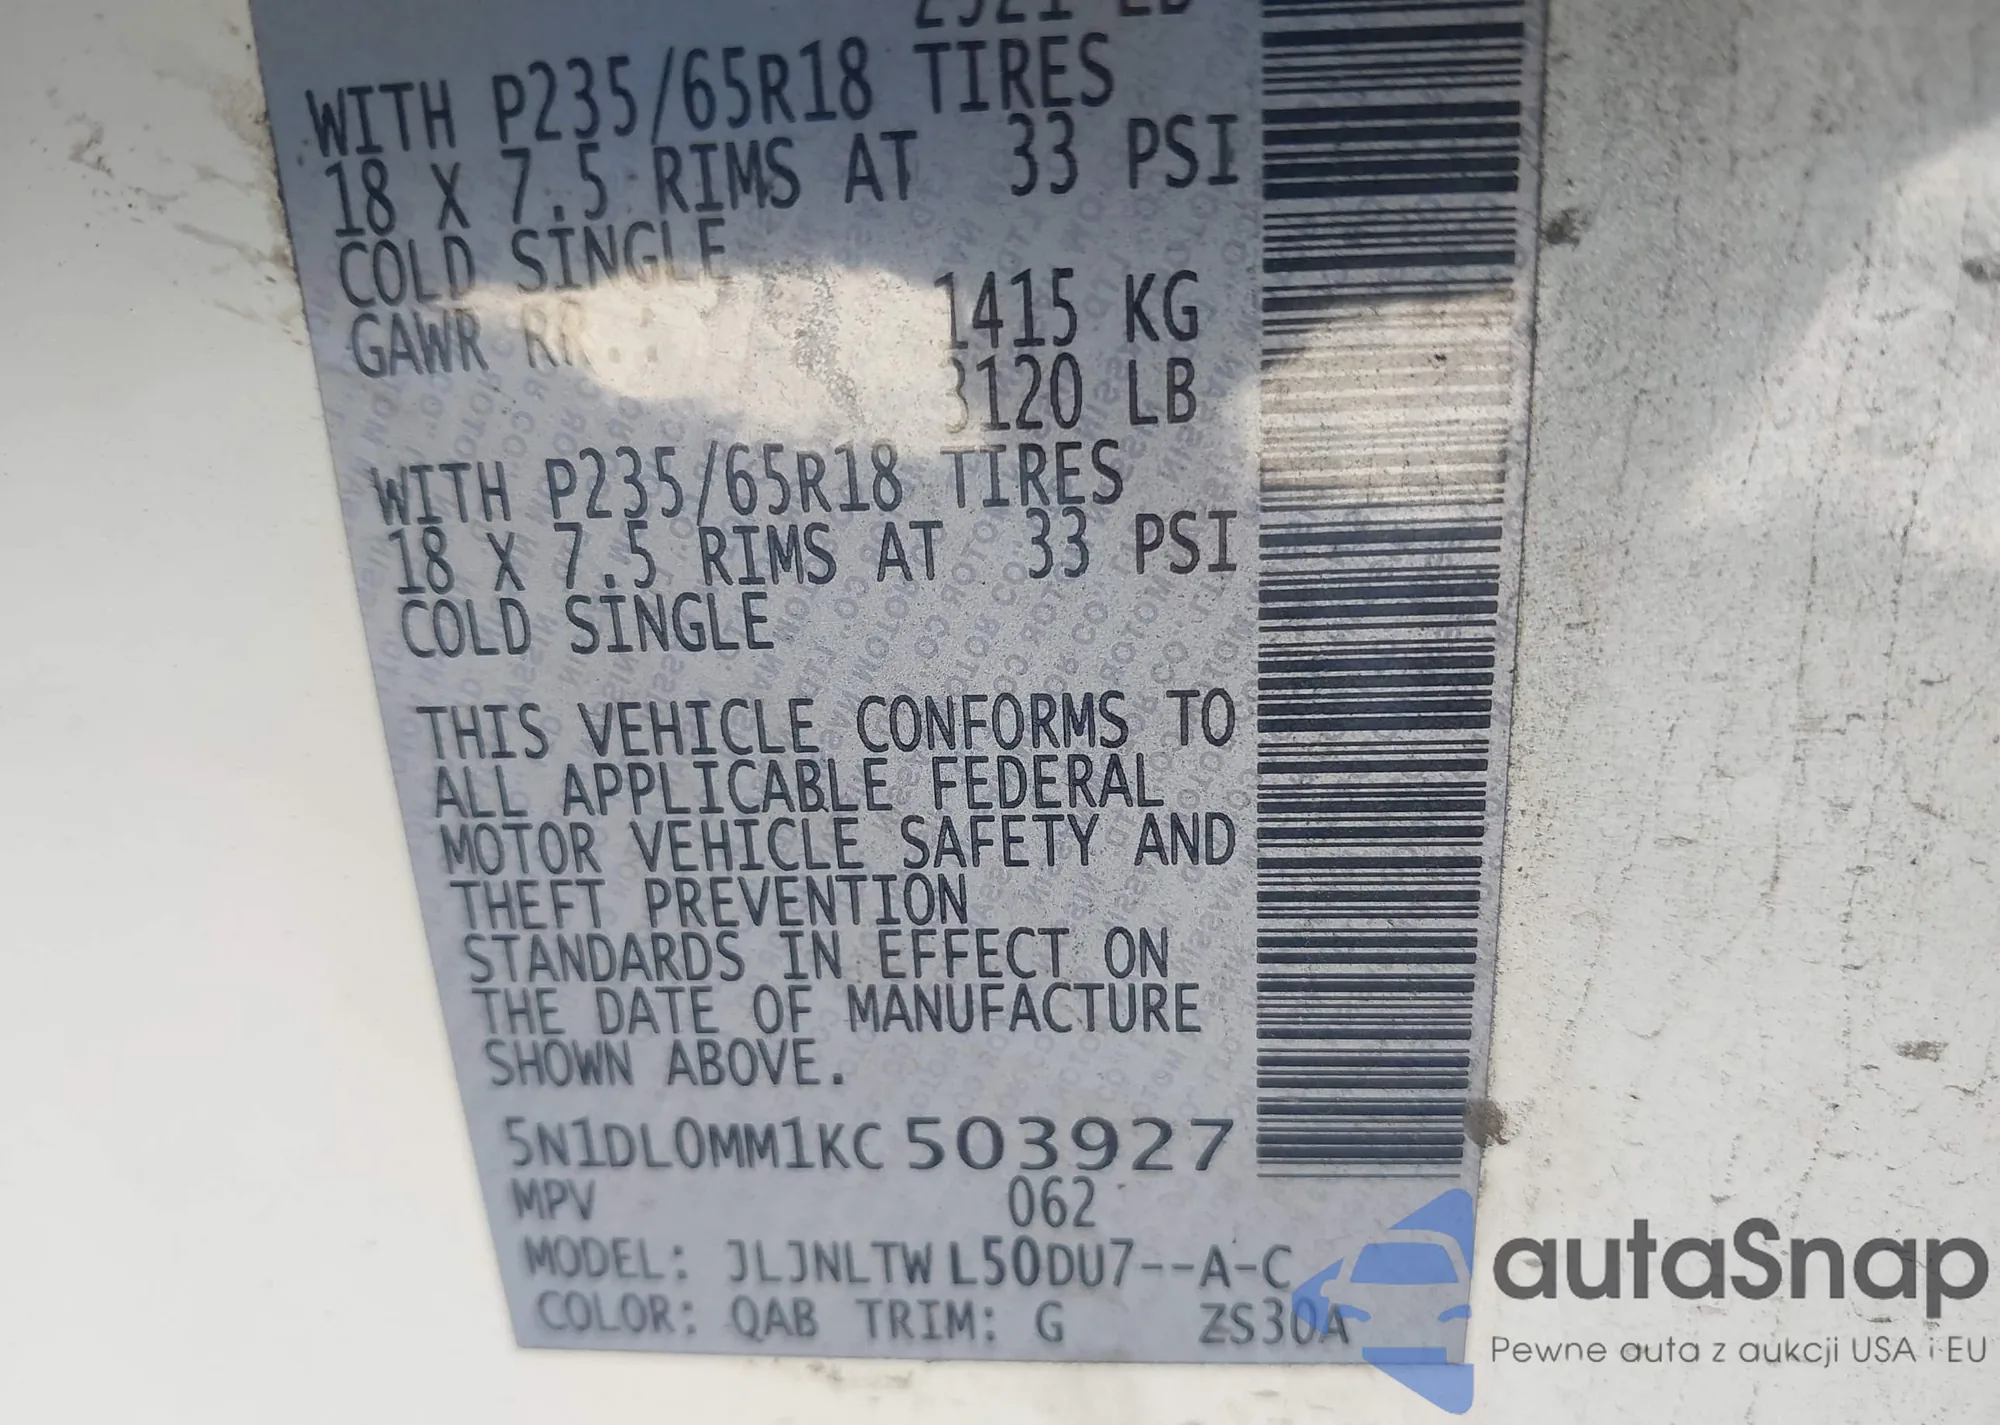 WITH P235/65R18 TIRES
18 X 7.5 RIMS AT 33 PSI
COLD SINGLE
GAWR RR 1415 KG
3120 LB
WITH P235/65R18 TIRES
18 X 7.5 RIMS AT 33 PSI
COLD SINGLE
THIS VEHICLE CONFORMS TO
ALL APPLICABLE FEDERAL
MOTOR VEHICLE SAFETY AND
THEFT PREVENTION
STANDARDS IN EFFECT ON
THE DATE OF MANUFACTURE
SHOWN ABOVE.
5N1DL0MM1KC503927
MPV 062
MODEL: JLJNLTWL50DU7--A-C
COLOR: QAB TRIM: G ZS30A
autaSnap
Pewne auta z aukcji USA i EU